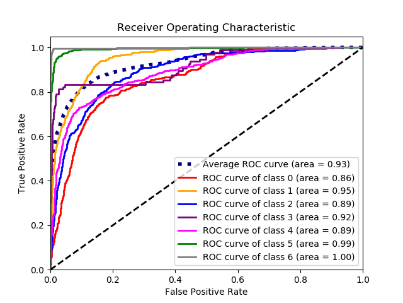 Receiver Operating Characteristic
True Positive Rate
1.0
0.8
0.6
0.4
0.2
0.0
Average ROC curve (area = 0.93)
ROC curve of class 0 (area = 0.86)
ROC curve of class 1 (area = 0.95)
ROC curve of class 2 (area = 0.89)
ROC curve of class 3 (area = 0.92)
ROC curve of class 4 (area = 0.89)
ROC curve of class 5 (area = 0.99)
ROC curve of class 6 (area = 1.00)
0.0 0.2 0.4 0.6 0.8 1.0
False Positive Rate